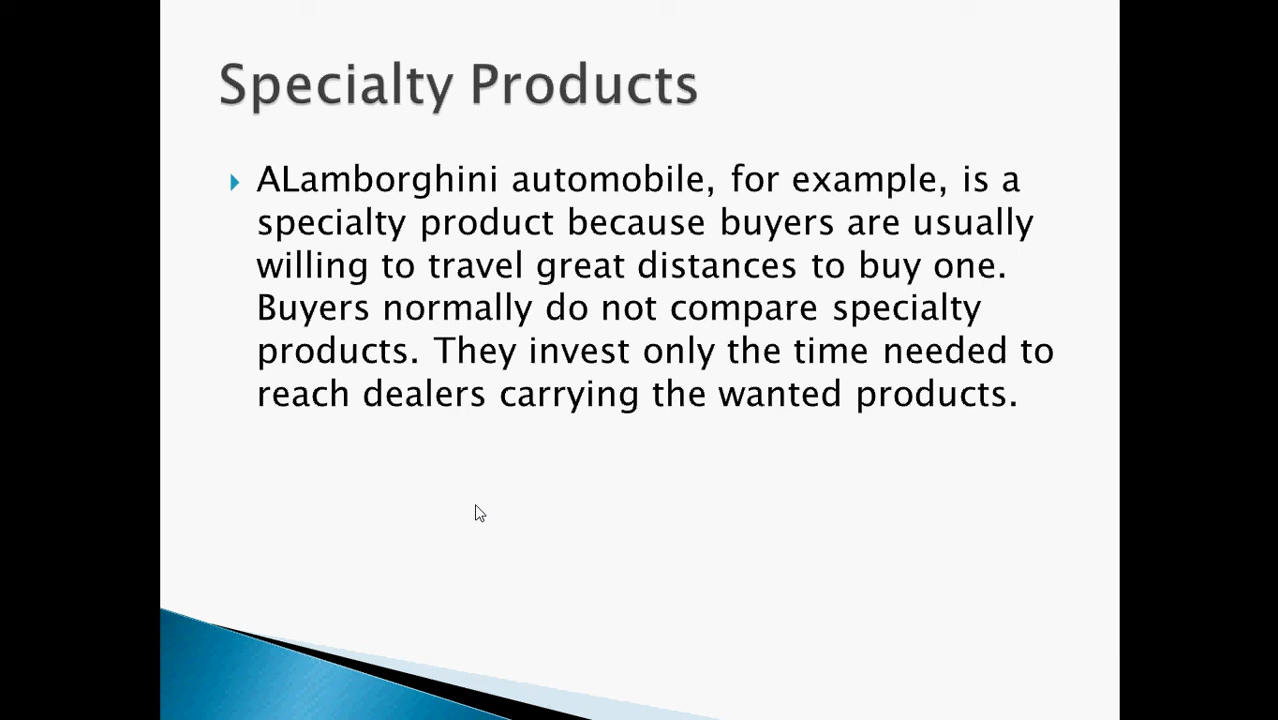 Specialty Products
ALamborghini automobile, for example, is a
specialty product because buyers are usually
willing to travel great distances to buy one.
Buyers normally do not compare specialty
products. They invest only the time needed to
reach dealers carrying the wanted products.